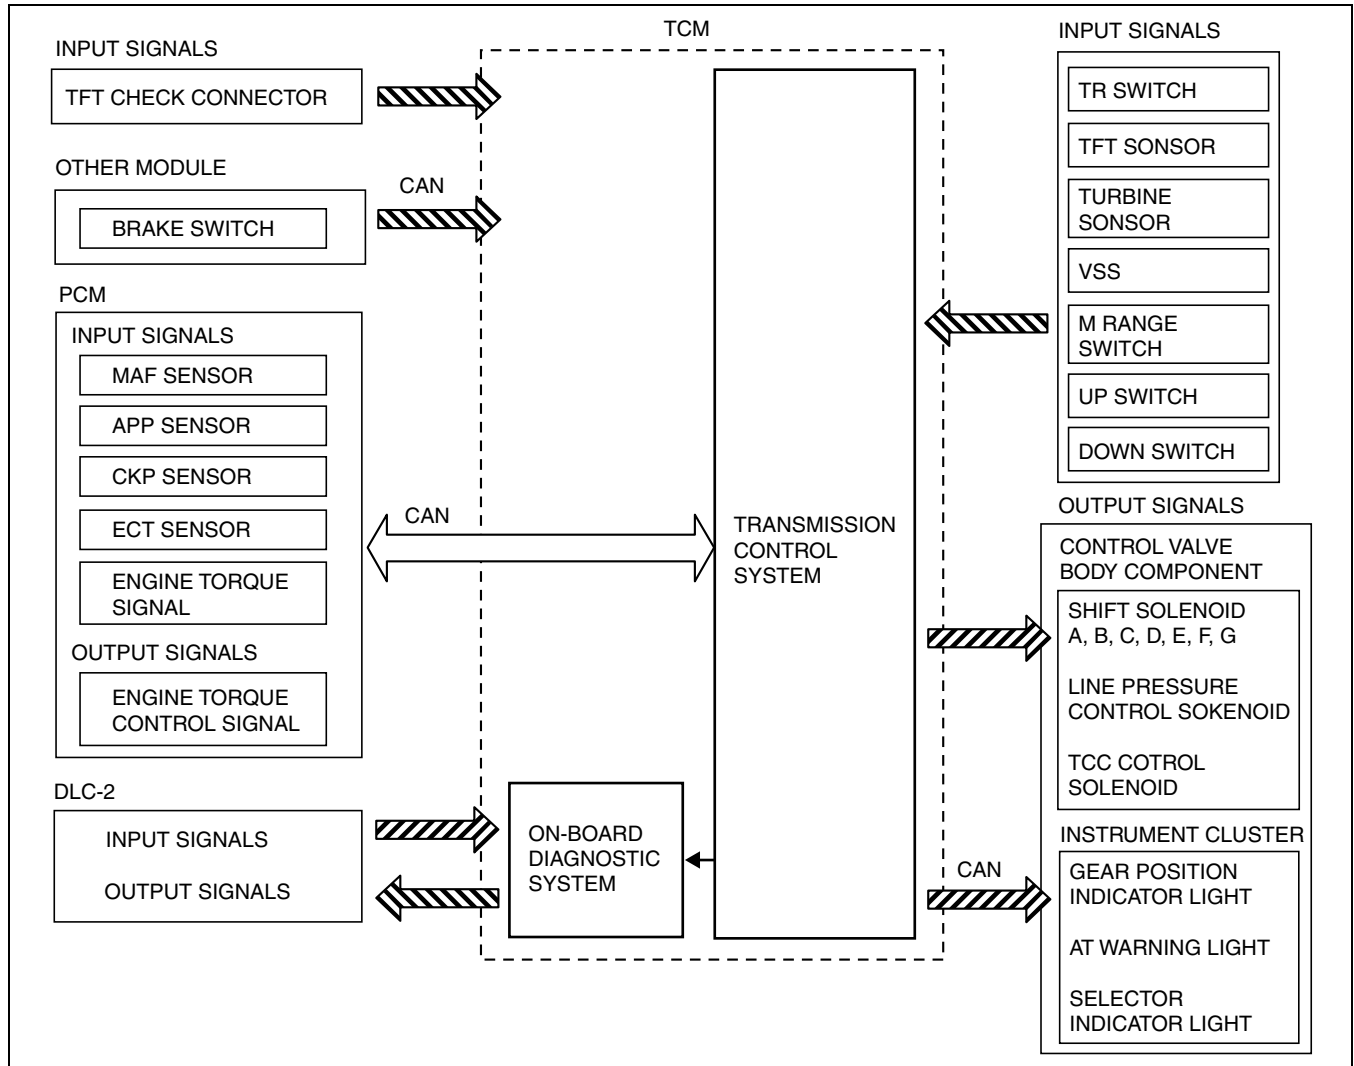 TCM
INPUT SIGNALS
TFT CHECK CONNECTOR
OTHER MODULE
CAN
BRAKE SWITCH
PCM
INPUT SIGNALS
MAF SENSOR
APP SENSOR
CKP SENSOR
ECT SENSOR
ENGINE TORQUE
SIGNAL
OUTPUT SIGNALS
ENGINE TORQUE
CONTROL SIGNAL
CAN
DLC-2
INPUT SIGNALS
OUTPUT SIGNALS
ON-BOARD
DIAGNOSTIC
SYSTEM
TRANSMISSION
CONTROL
SYSTEM
INPUT SIGNALS
TR SWITCH
TFT SONSOR
TURBINE
SONSOR
VSS
M RANGE
SWITCH
UP SWITCH
DOWN SWITCH
OUTPUT SIGNALS
CONTROL VALVE
BODY COMPONENT
SHIFT SOLENOID
A, B, C, D, E, F, G
LINE PRESSURE
CONTROL SOKENOID
TCC COTROL
SOLENOID
INSTRUMENT CLUSTER
CAN
GEAR POSITION
INDICATOR LIGHT
AT WARNING LIGHT
SELECTOR
INDICATOR LIGHT